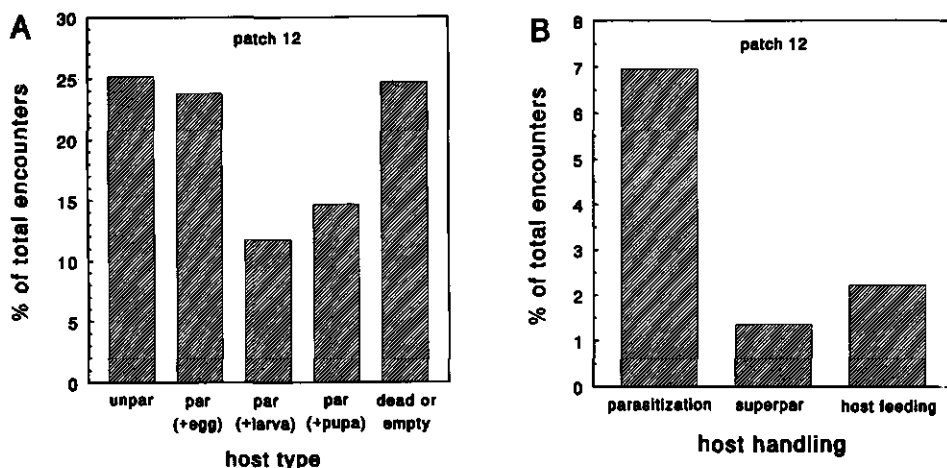 A
patch 12
% of total encounters
30
25
20
15
10
5
0
unpar
par
(+egg)
par
(+larva)
par
(+pupa)
dead or
empty
host type
B
patch 12
% of total encounters
8
7
6
5
4
3
2
1
0
parasitization
superpar
host feeding
host handling